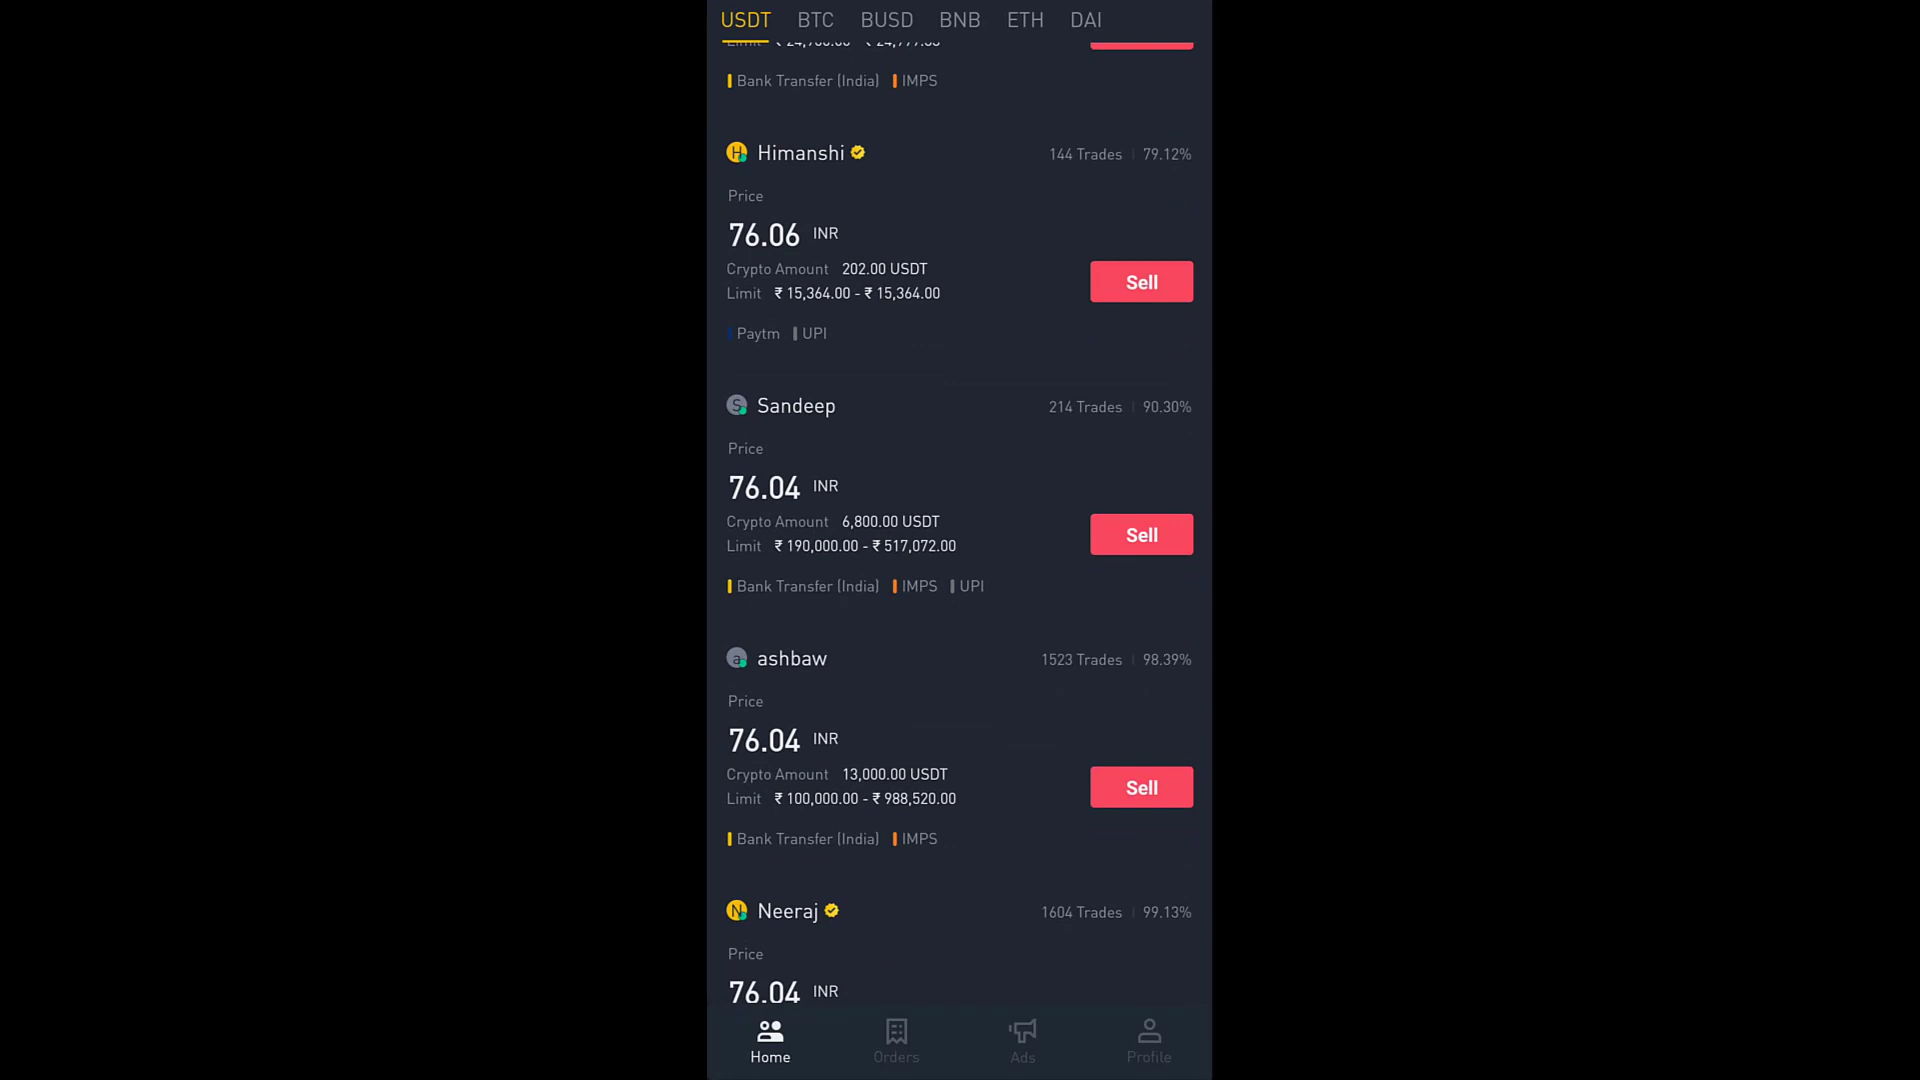 USDT BTC BUSD BNB ETH DAI
Bank Transfer (India) IMPS
Himanshi 144 Trades 79.12%
Price
76.06 INR
Crypto Amount 202.00 USDT
Limit ₹ 15,364.00 - ₹ 15,364.00
Sell
Paytm UPI
Sandeep 214 Trades 90.30%
Price
76.04 INR
Crypto Amount 6,800.00 USDT
Limit ₹ 190,000.00 - ₹ 517,072.00
Sell
Bank Transfer (India) IMPS UPI
ashbaw 1523 Trades 98.39%
Price
76.04 INR
Crypto Amount 13,000.00 USDT
Limit ₹ 100,000.00 - ₹ 988,520.00
Sell
Bank Transfer (India) IMPS
Neeraj 1604 Trades 99.13%
Price
76.04 INR
Home Orders Ads Profile